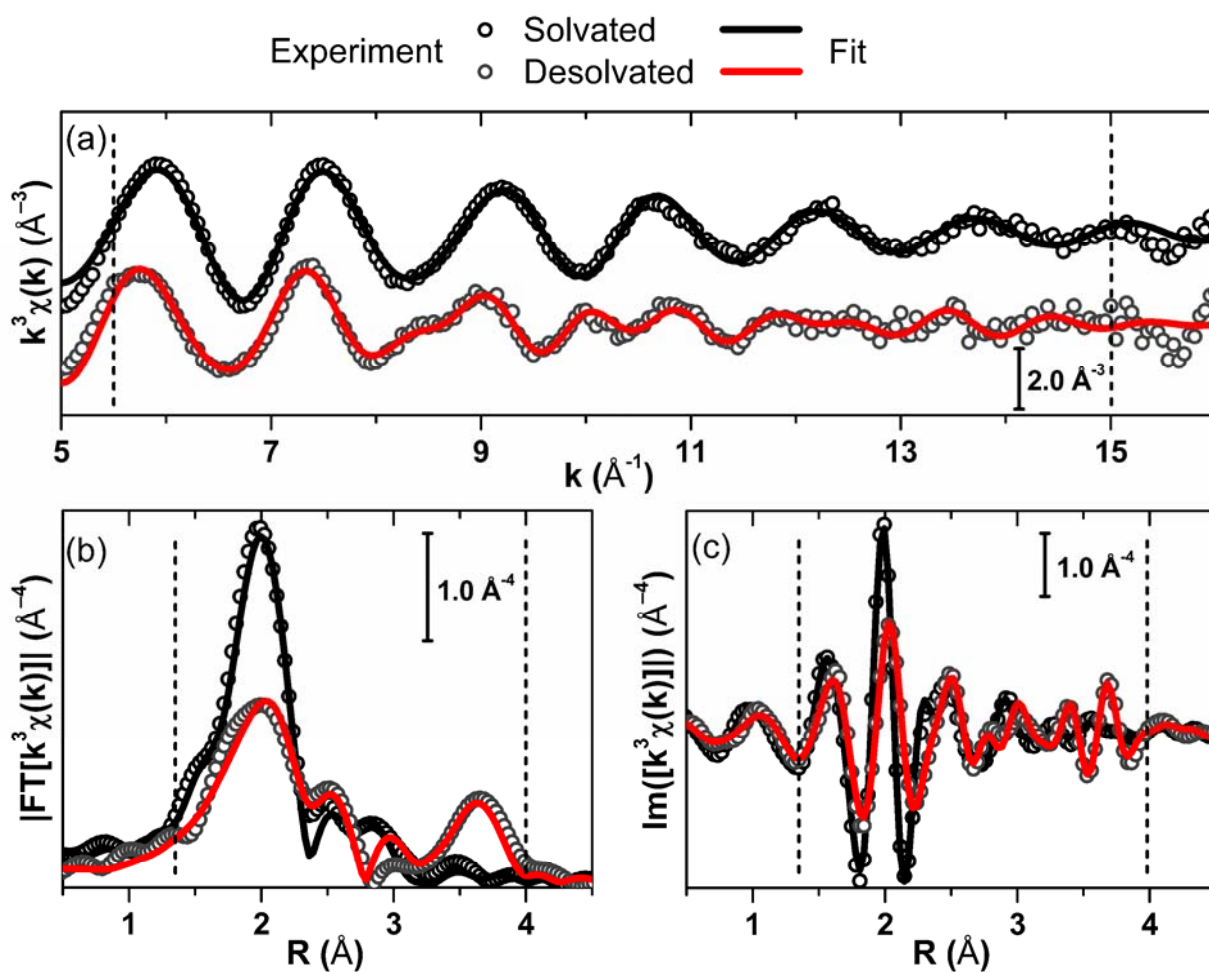 Experiment
Solvated
Desolvated
Fit
(a)
k³χ(k) (Å⁻³)
2.0 Å⁻³
5 7 9 11 13 15
k (Å⁻¹)
(b)
|FT[k³χ(k)]| (Å⁻⁴)
1.0 Å⁻⁴
1 2 3 4
R (Å)
(c)
Im([k³χ(k)]|) (Å⁻⁴)
1.0 Å⁻⁴
1 2 3 4
R (Å)